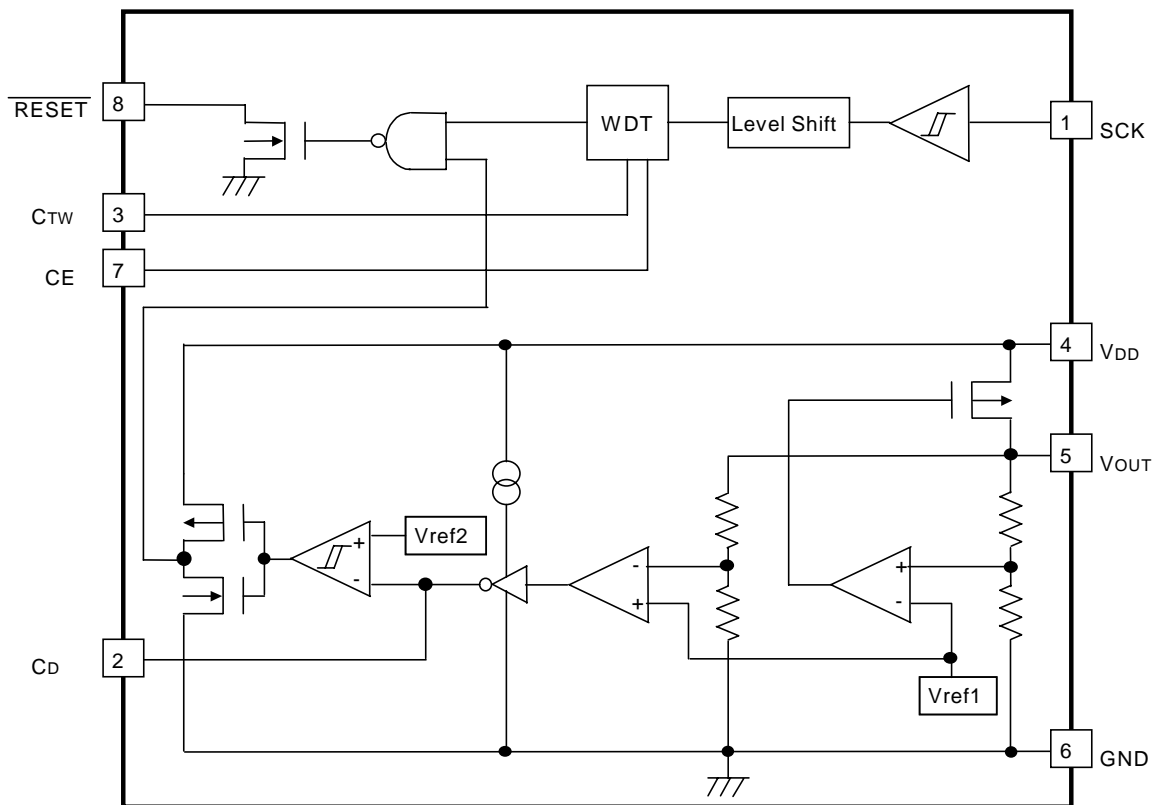 RESET
8
WDT
Level Shift
1
SCK
CTW
3
CE
7
4
VDD
5
VOUT
Vref2
+
-
-
+
+
-
CD
2
Vref1
6
GND